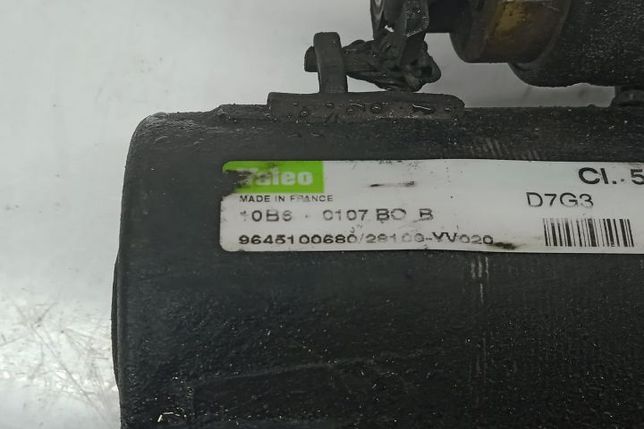 Valeo Cl. 5
MADE IN FRANCE D7G3
10B6 - 0107 BO B
9645100680/28100-YV020